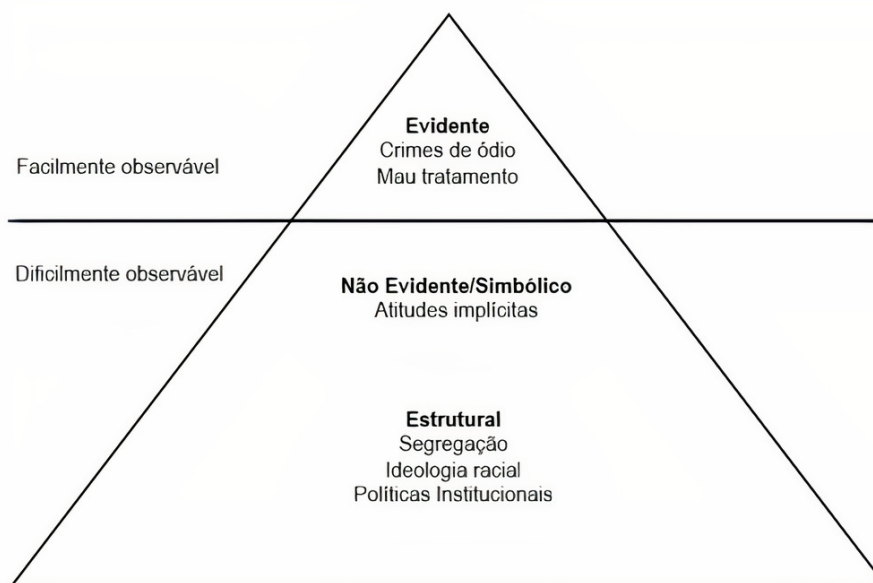 Evidente
Crimes de ódio
Facilmente observável
Mau tratamento
Dificilmente observável
Não Evidente/Simbólico
Atitudes implícitas
Estrutural
Segregação
Ideologia racial
Políticas Institucionais